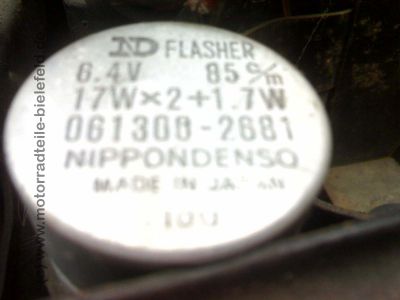 ND FLASHER
6.4V 85 c/m
17W×2+1.7W
061300-2681
NIPPONDENSO
MADE IN JAPAN
www.motorradteile-bielefeld.de